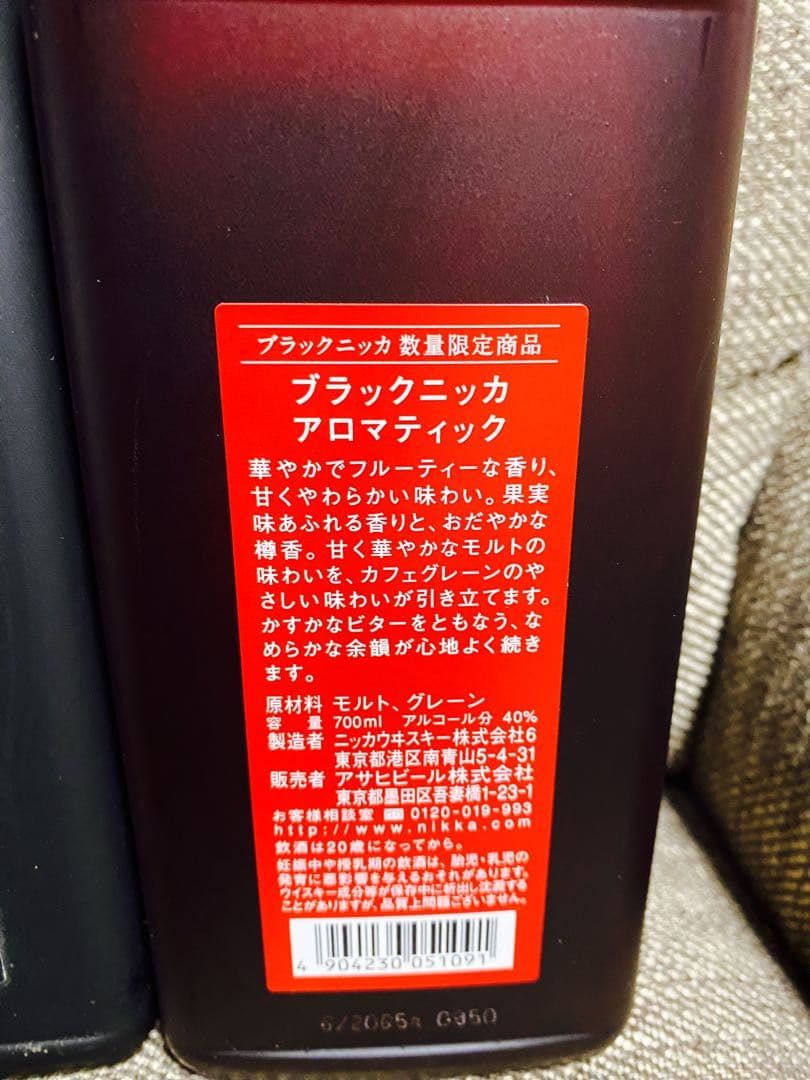 ブラックニッカ 数量限定商品
ブラックニッカ
アロマティック
華やかでフルーティーな香り、
甘くやわらかい味わい。果実
味あふれる香りと、おだやかな
樽香。甘く華やかなモルトの
味わいを、カフェグレーンのや
さしい味わいが引き立てます。
かすかなビターをともなう、な
めらかな余韻が心地よく続き
ます。
原材料 モルト、グレーン
容量 700ml アルコール分 40%
製造者 ニッカウヰスキー株式会社6
東京都港区南青山5-4-31
販売者 アサヒビール株式会社
東京都墨田区吾妻橋1-23-1
お客様相談室 0120-019-993
http://www.nikka.com
飲酒は20歳になってから。
妊娠中や授乳期の飲酒は、胎児・乳児の
発育に悪影響を与えるおそれがあります。
ウイスキー成分等が保存中に析出し沈澱する
ことがありますが、品質上問題ございません。
4 904230 051091
6/2065A 0950